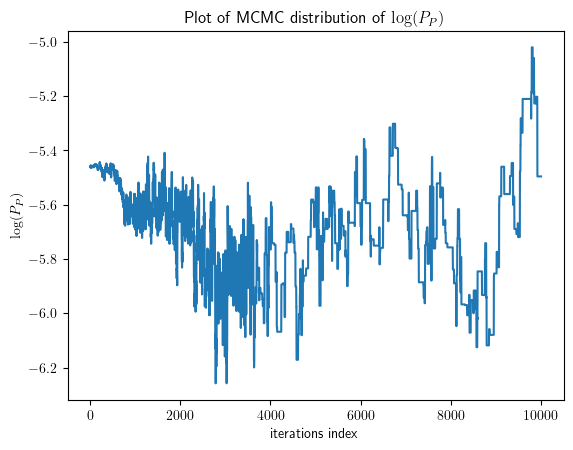 Plot of MCMC distribution of log(P_P)
log(P_P)
−5.0
−5.2
−5.4
−5.6
−5.8
−6.0
−6.2
0 2000 4000 6000 8000 10000
iterations index